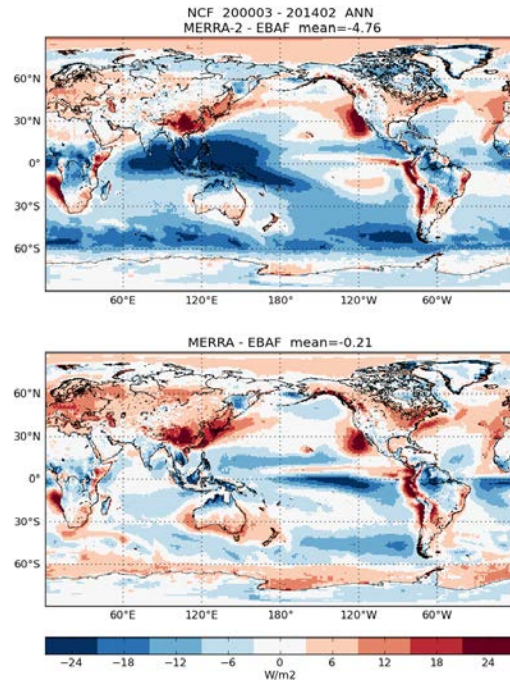 NCF 200003 - 201402 ANN
MERRA-2 - EBAF mean=-4.76
60°N
30°N
0°
30°S
60°S
60°E 120°E 180° 120°W 60°W
MERRA - EBAF mean=-0.21
60°N
30°N
0°
30°S
60°S
60°E 120°E 180° 120°W 60°W
−24 −18 −12 −6 0 6 12 18 24
W/m2